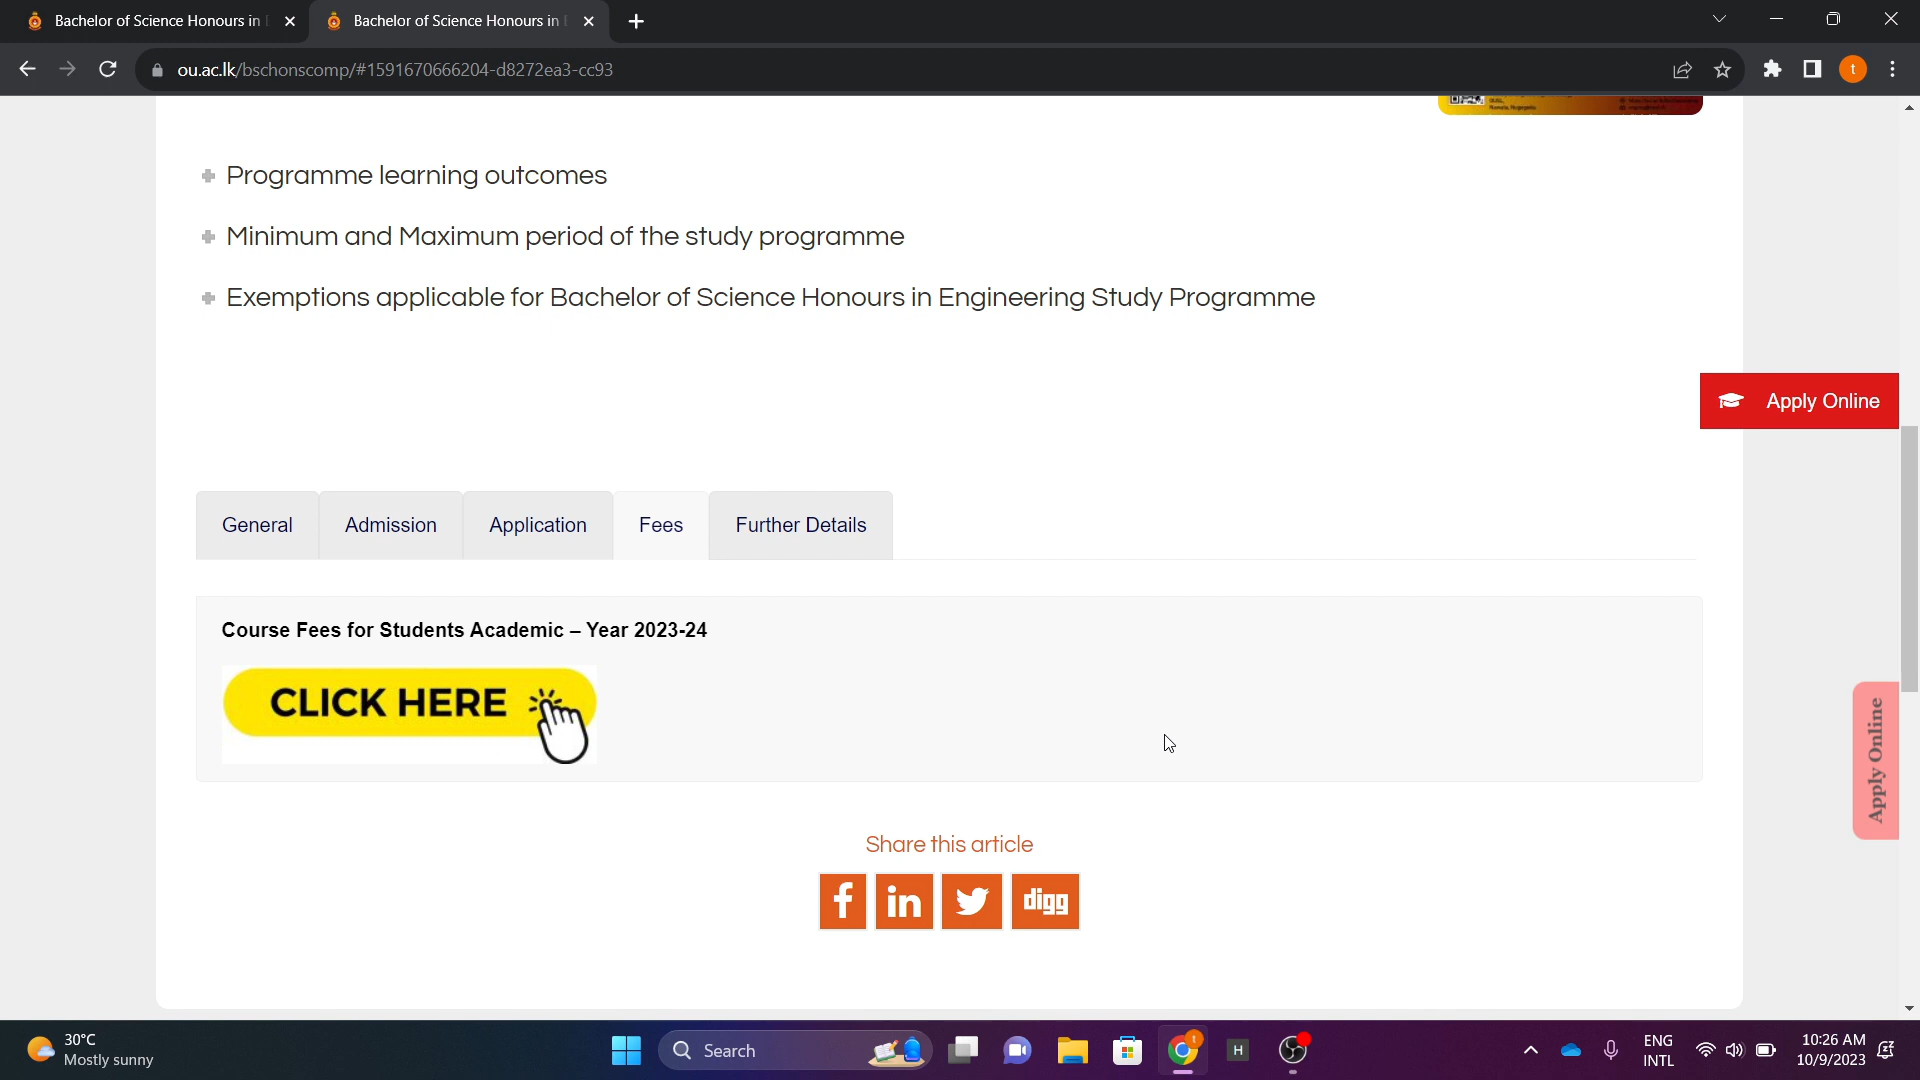 Bachelor of Science Honours in
Bachelor of Science Honours in
ou.ac.lk/bschonscomp/#1591670666204-d8272ea3-cc93
t
Programme learning outcomes
Minimum and Maximum period of the study programme
Exemptions applicable for Bachelor of Science Honours in Engineering Study Programme
Apply Online
General
Admission
Application
Fees
Further Details
Course Fees for Students Academic – Year 2023-24
CLICK HERE
Apply Online
Share this article
f
in
digg
30°C
Mostly sunny
Search
t
H
ENG
INTL
10:26 AM
10/9/2023